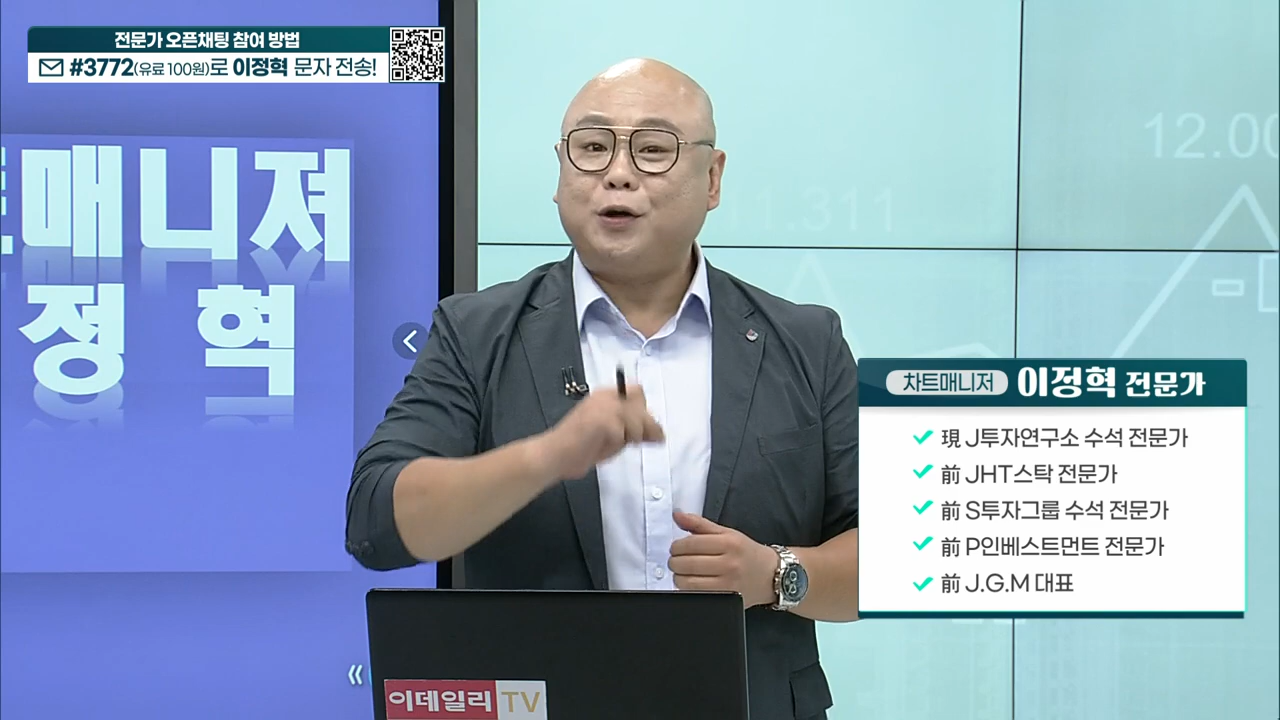 전문가 오픈채팅 참여 방법
#3772(유료 100원)로 이정혁 문자 전송!
트매니져
정 혁
12.00
11.311
차트매니저 이정혁 전문가
現 J투자연구소 수석 전문가
前 JHT스탁 전문가
前 S투자그룹 수석 전문가
前 P인베스트먼트 전문가
前 J.G.M 대표
이데일리 TV